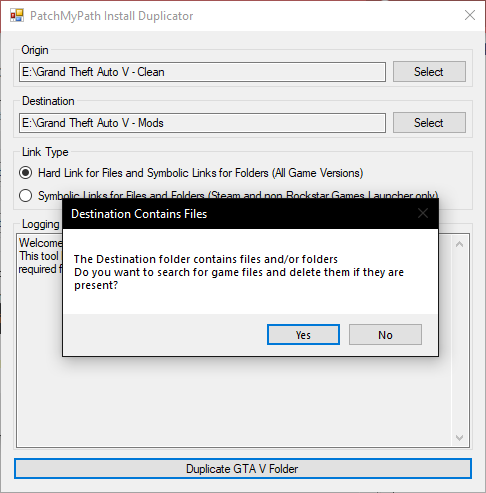 PatchMyPath Install Duplicator
Origin
E:\Grand Theft Auto V - Clean
Select
Destination
E:\Grand Theft Auto V - Mods
Select
Link Type
Hard Link for Files and Symbolic Links for Folders (All Game Versions)
Symbolic Links for Files and Folders (Steam and non Rockstar Games Launcher only)
Logging
Welcome
This tool
required f
Destination Contains Files
The Destination folder contains files and/or folders
Do you want to search for game files and delete them if they are
present?
Yes
No
Duplicate GTA V Folder